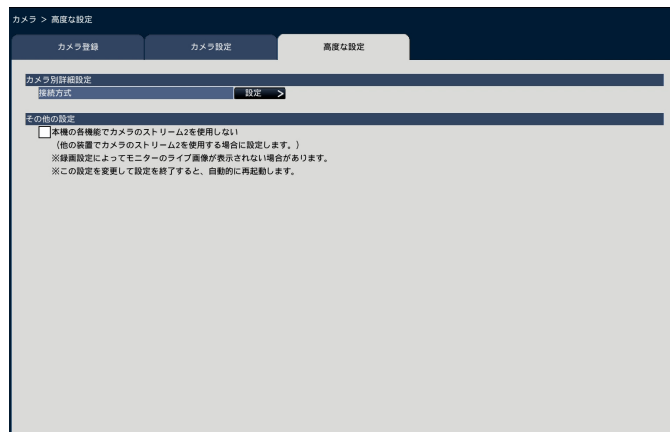 カメラ > 高度な設定
カメラ登録 カメラ設定 高度な設定
カメラ別詳細設定
接続方式 設定 >
その他の設定
本機の各機能でカメラのストリーム2を使用しない
(他の装置でカメラのストリーム2を使用する場合に設定します。)
※録画設定によってモニターのライブ画像が表示されない場合があります。
※この設定を変更して設定を終了すると、自動的に再起動します。